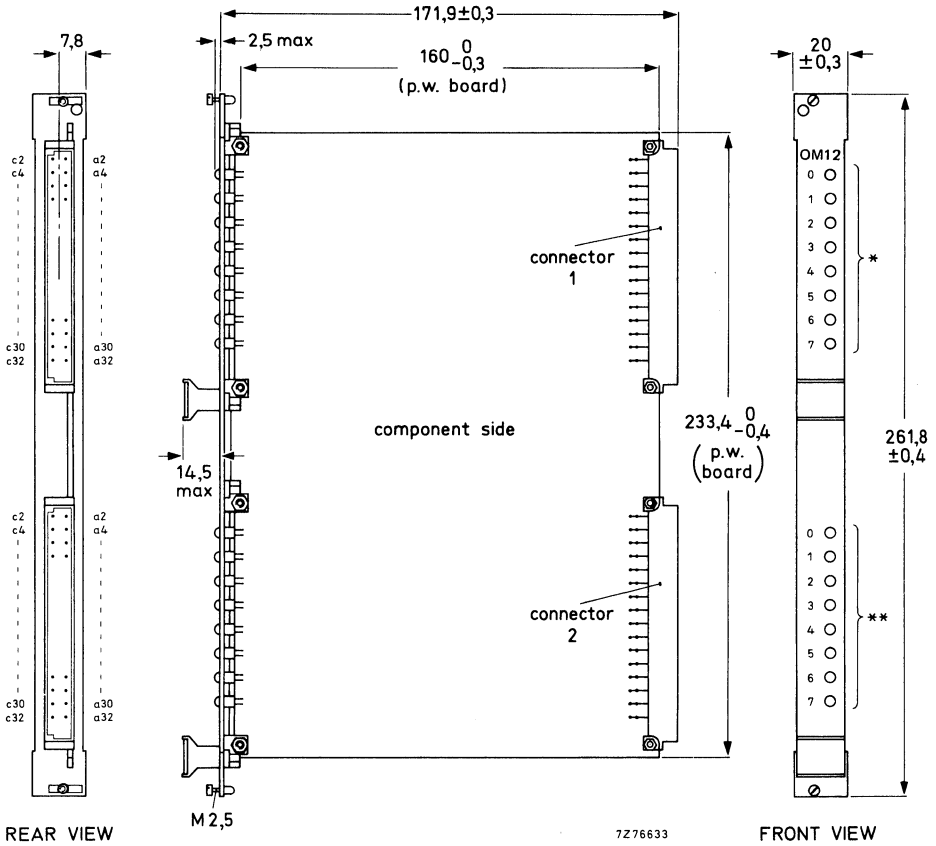 171,9±0,3
7,8
2,5 max
160 0 -0,3
(p.w. board)
20
±0,3
OM12
c2 a2
c4 a4
0
1
2
3
4
5
6
7
*
connector
1
c30 a30
c32 a32
component side
233,4 0 -0,4
(p.w.
board)
261,8
±0,4
14,5
max
c2 a2
c4 a4
0
1
2
3
4
5
6
7
**
connector
2
c30 a30
c32 a32
M2,5
REAR VIEW
7Z76633
FRONT VIEW